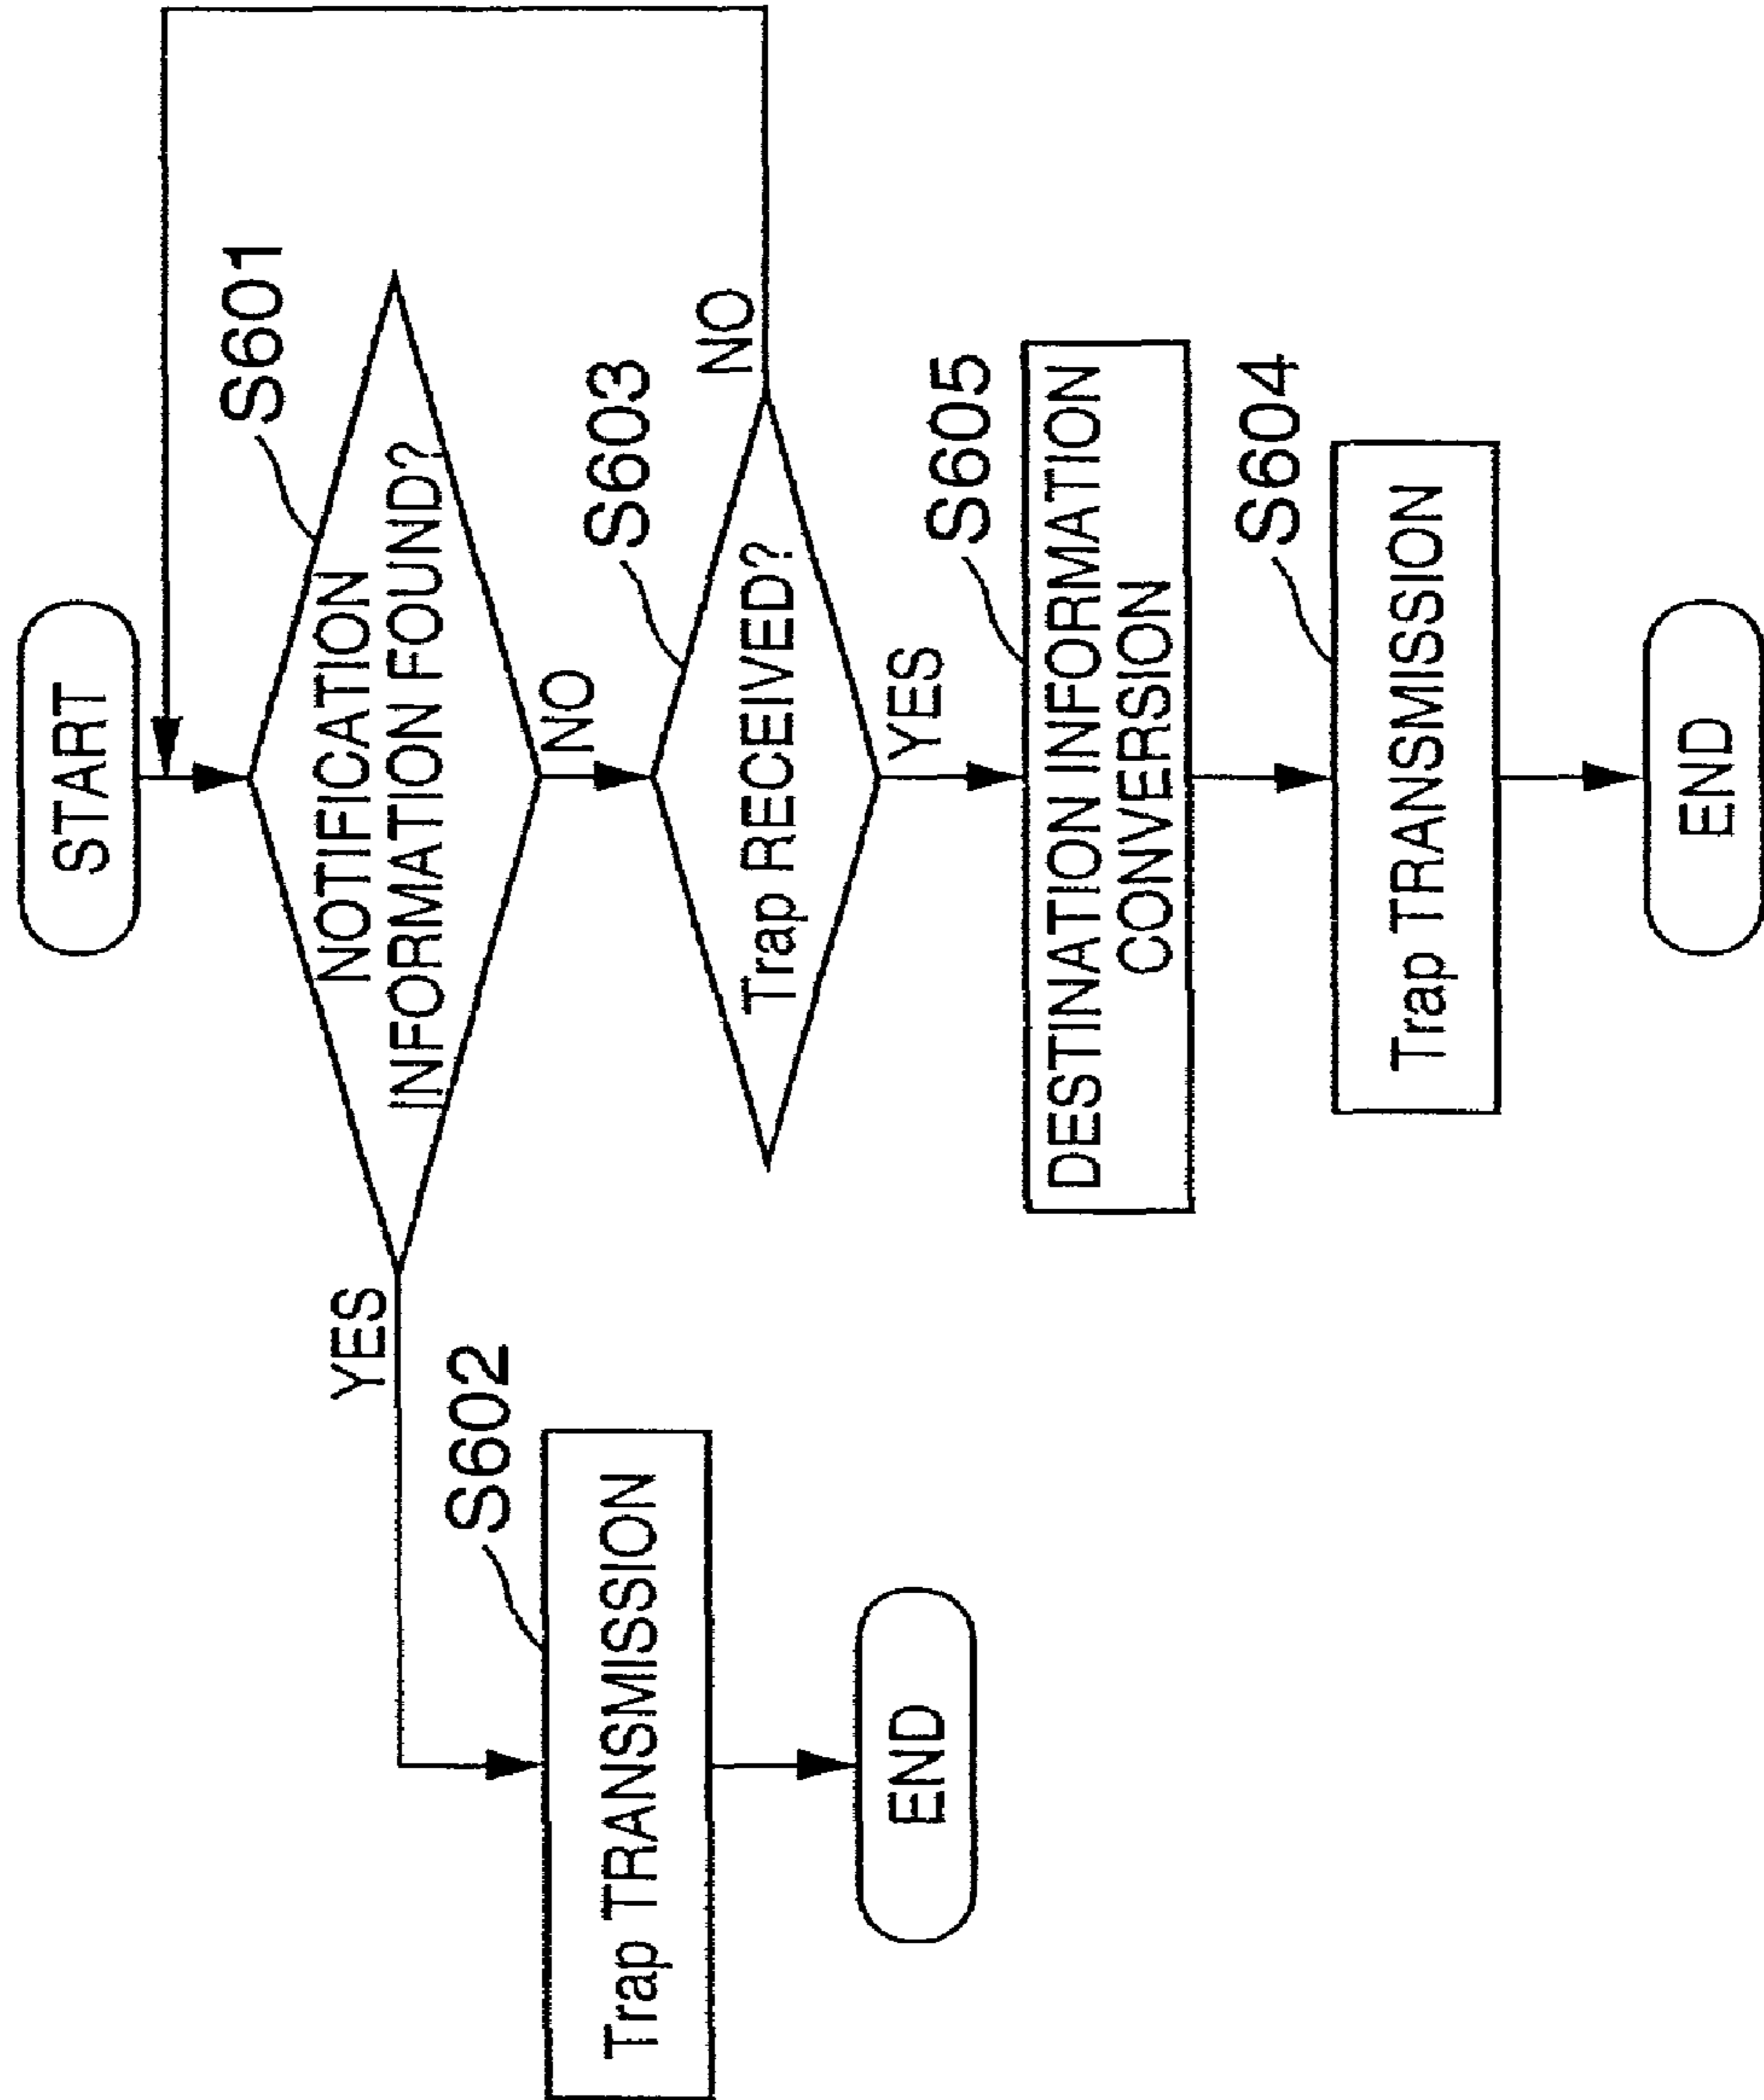 START
S601
NOTIFICATION
INFORMATION FOUND?
YES
NO
S602
Trap TRANSMISSION
END
S603
Trap RECEIVED?
NO
YES
S605
DESTINATION INFORMATION
CONVERSION
S604
Trap TRANSMISSION
END